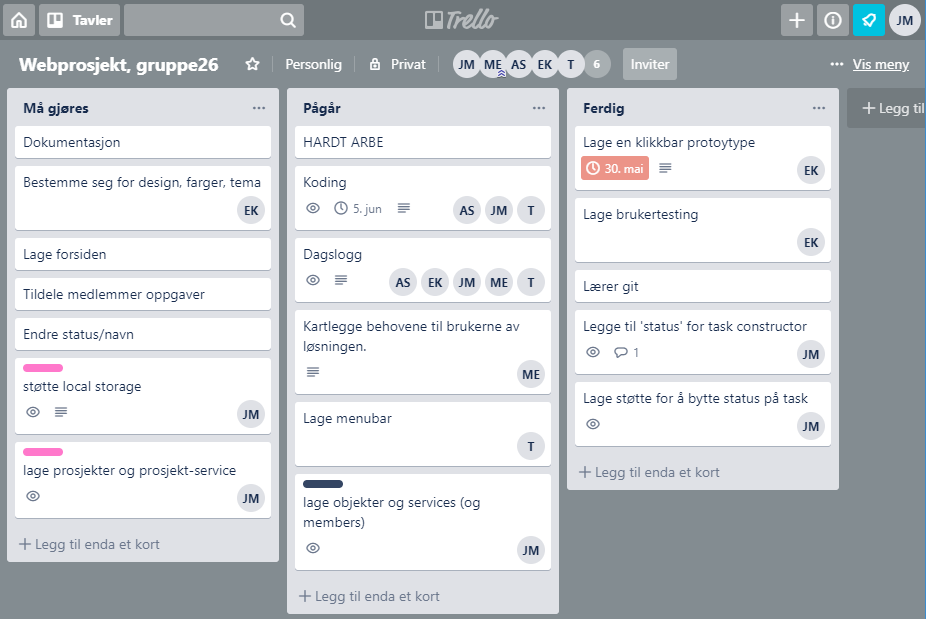 Tavler
Trello
JM
Webprosjekt, gruppe26
Personlig
Privat
JM ME AS EK T 6
Inviter
Vis meny
Må gjøres
Dokumentasjon
Bestemme seg for design, farger, tema
EK
Lage forsiden
Tildele medlemmer oppgaver
Endre status/navn
støtte local storage
JM
lage prosjekter og prosjekt-service
JM
Legg til enda et kort
Pågår
HARDT ARBE
Koding
5. jun
AS JM T
Dagslogg
AS EK JM ME T
Kartlegge behovene til brukerne av
løsningen.
ME
Lage menubar
T
lage objekter og services (og
members)
JM
Legg til enda et kort
Ferdig
Lage en klikkbar protoytype
30. mai
EK
Lage brukertesting
EK
Lærer git
Legge til 'status' for task constructor
1
JM
Lage støtte for å bytte status på task
JM
Legg til enda et kort
Legg til